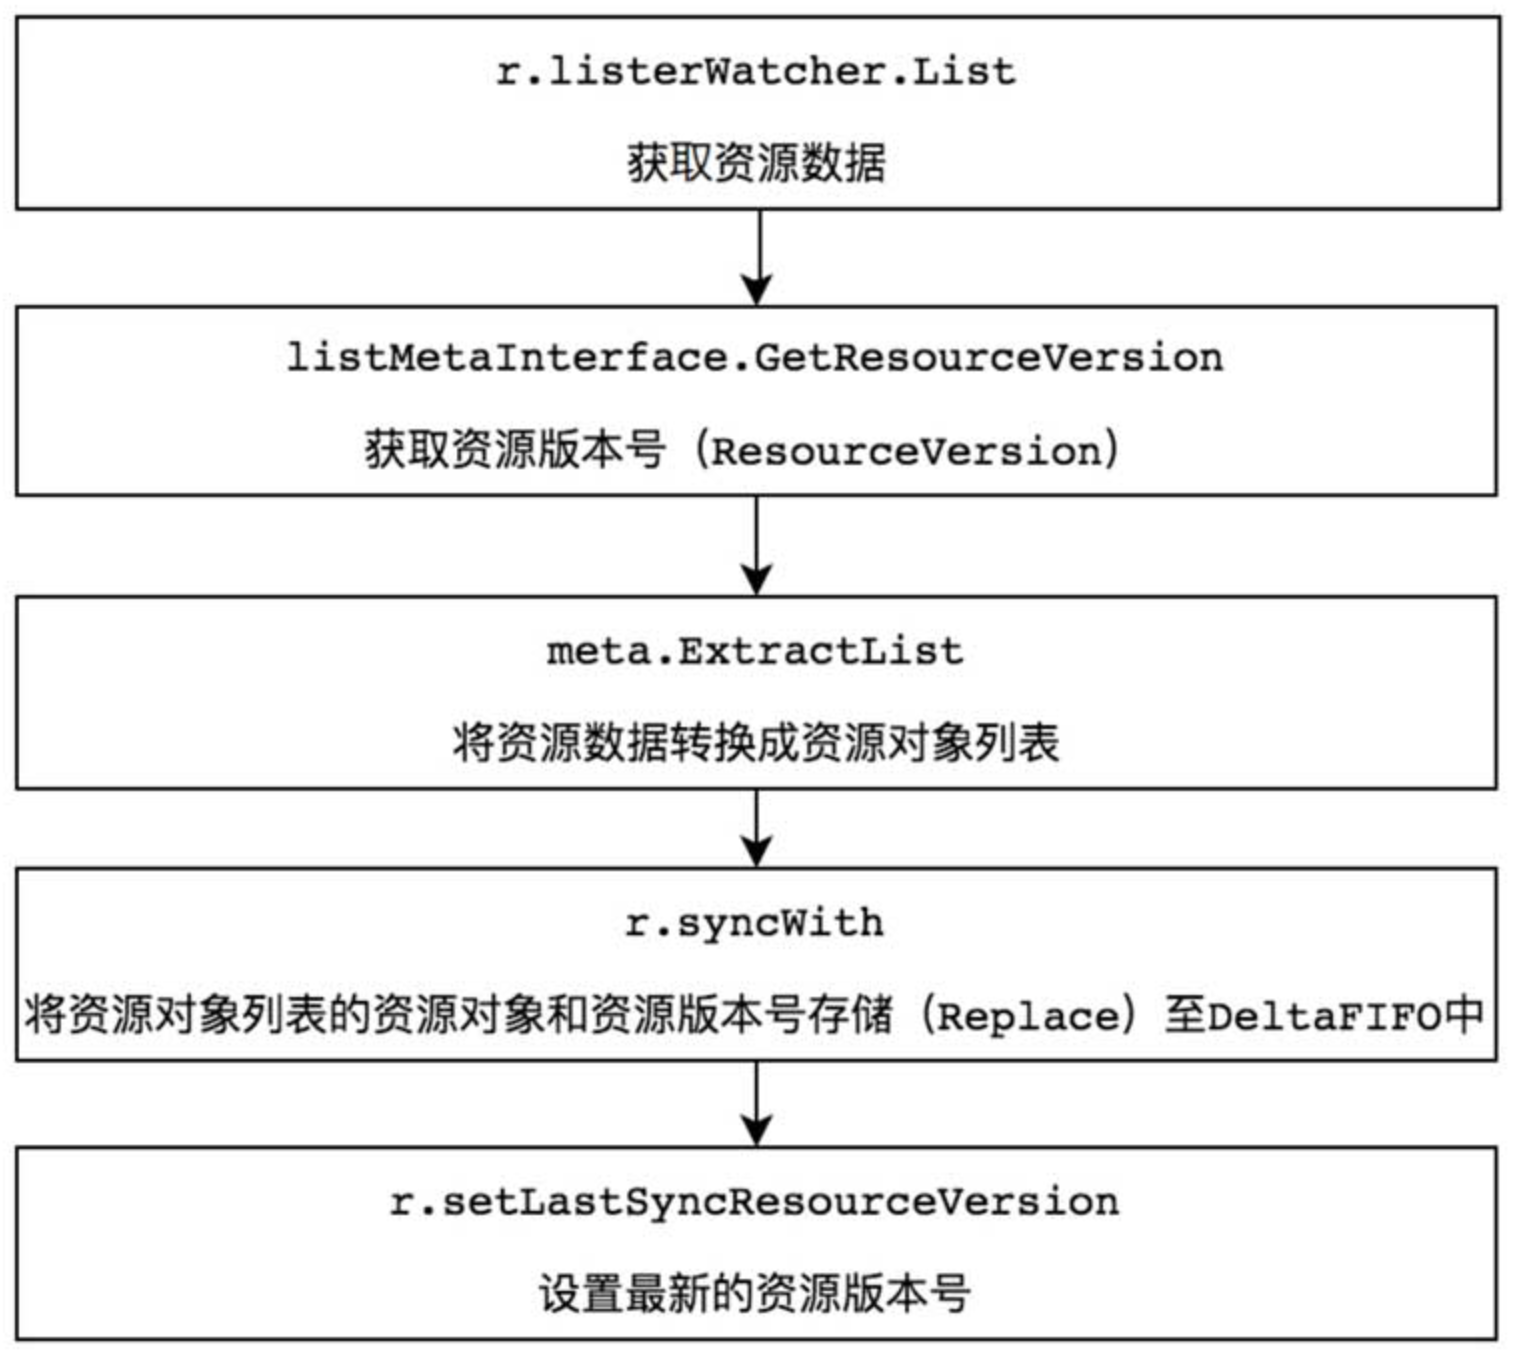 r.listerWatcher.List
获取资源数据
listMetaInterface.GetResourceVersion
获取资源版本号（ResourceVersion）
meta.ExtractList
将资源数据转换成资源对象列表
r.syncWith
将资源对象列表的资源对象和资源版本号存储（Replace）至DeltaFIFO中
r.setLastSyncResourceVersion
设置最新的资源版本号